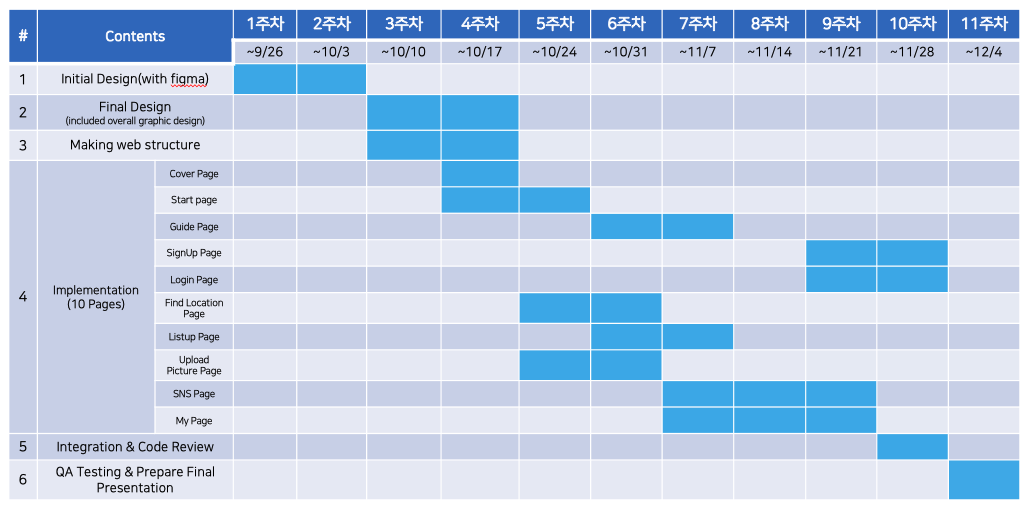 # Contents 1주차 2주차 3주차 4주차 5주차 6주차 7주차 8주차 9주차 10주차 11주차
~9/26 ~10/3 ~10/10 ~10/17 ~10/24 ~10/31 ~11/7 ~11/14 ~11/21 ~11/28 ~12/4
1 Initial Design(with figma)
2 Final Design
(included overall graphic design)
3 Making web structure
4 Implementation
(10 Pages)
Cover Page
Start page
Guide Page
SignUp Page
Login Page
Find Location
Page
Listup Page
Upload
Picture Page
SNS Page
My Page
5 Integration & Code Review
6 QA Testing & Prepare Final
Presentation